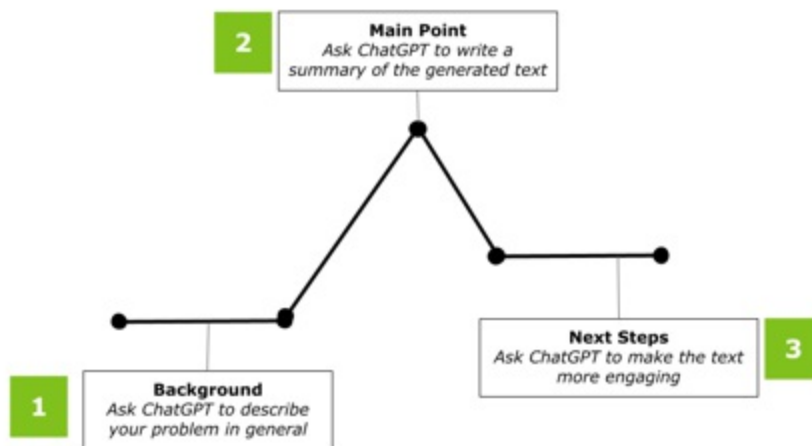 2
Main Point
Ask ChatGPT to write a
summary of the generated text
Next Steps
Ask ChatGPT to make the text
more engaging
3
1
Background
Ask ChatGPT to describe
your problem in general